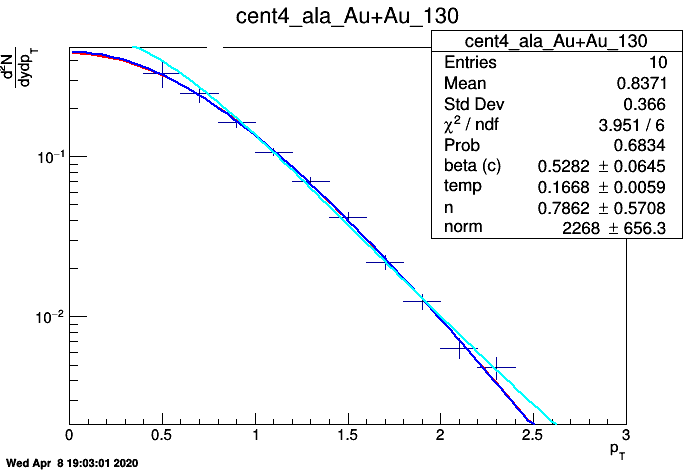 cent4_ala_Au+Au_130
cent4_ala_Au+Au_130
Entries 10
Mean 0.8371
Std Dev 0.366
χ² / ndf 3.951 / 6
Prob 0.6834
beta (c) 0.5282 ± 0.0645
temp 0.1668 ± 0.0059
n 0.7862 ± 0.5708
norm 2268 ± 656.3
d²N
dydp_T
10⁻¹
10⁻²
0 0.5 1 1.5 2 2.5 3
p_T
Wed Apr 8 19:03:01 2020